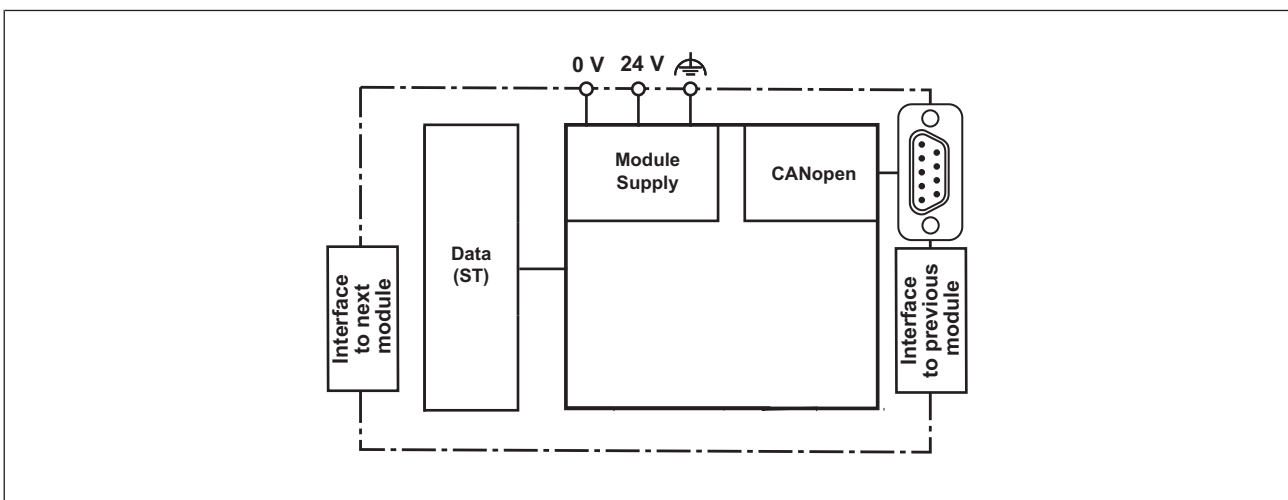 0 V 24 V
Module
Supply
CANopen
Data
(ST)
Interface
to next
module
Interface
to previous
module